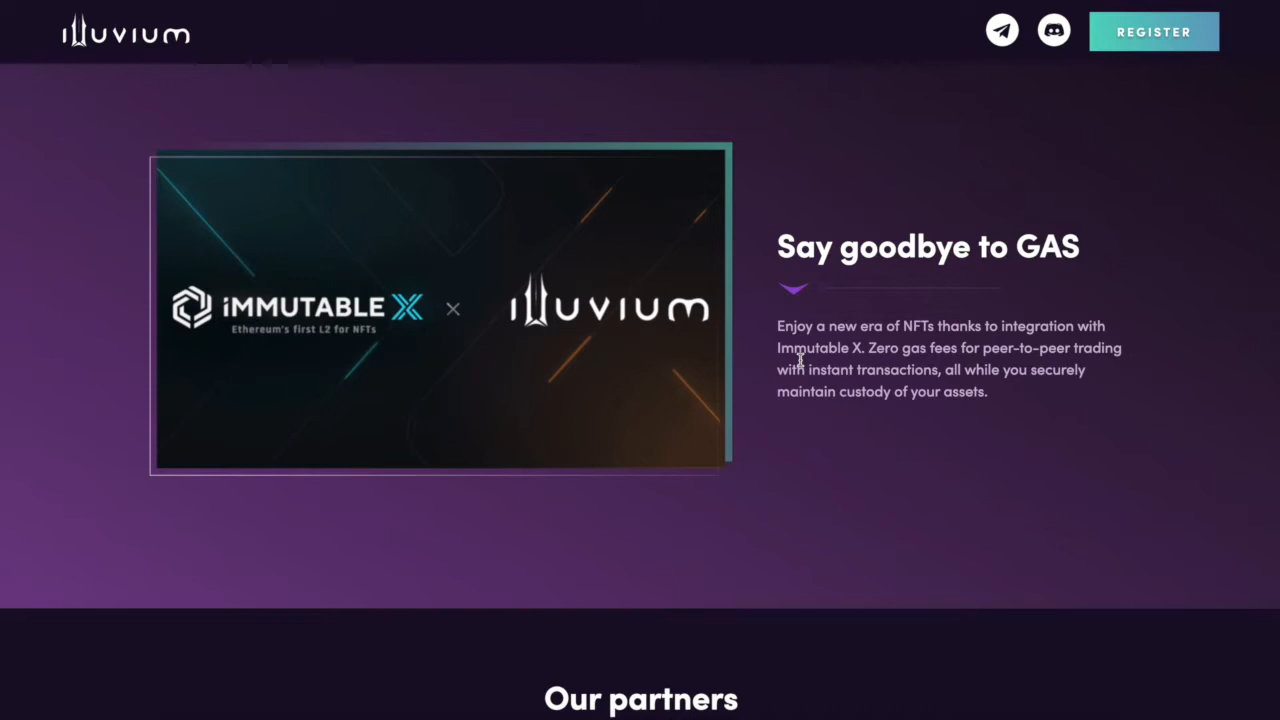 illuvium
REGISTER
iMMUTABLE X
Ethereum's first L2 for NFTs
×
illuvium
Say goodbye to GAS
Enjoy a new era of NFTs thanks to integration with
Immutable X. Zero gas fees for peer-to-peer trading
with instant transactions, all while you securely
maintain custody of your assets.
Our partners